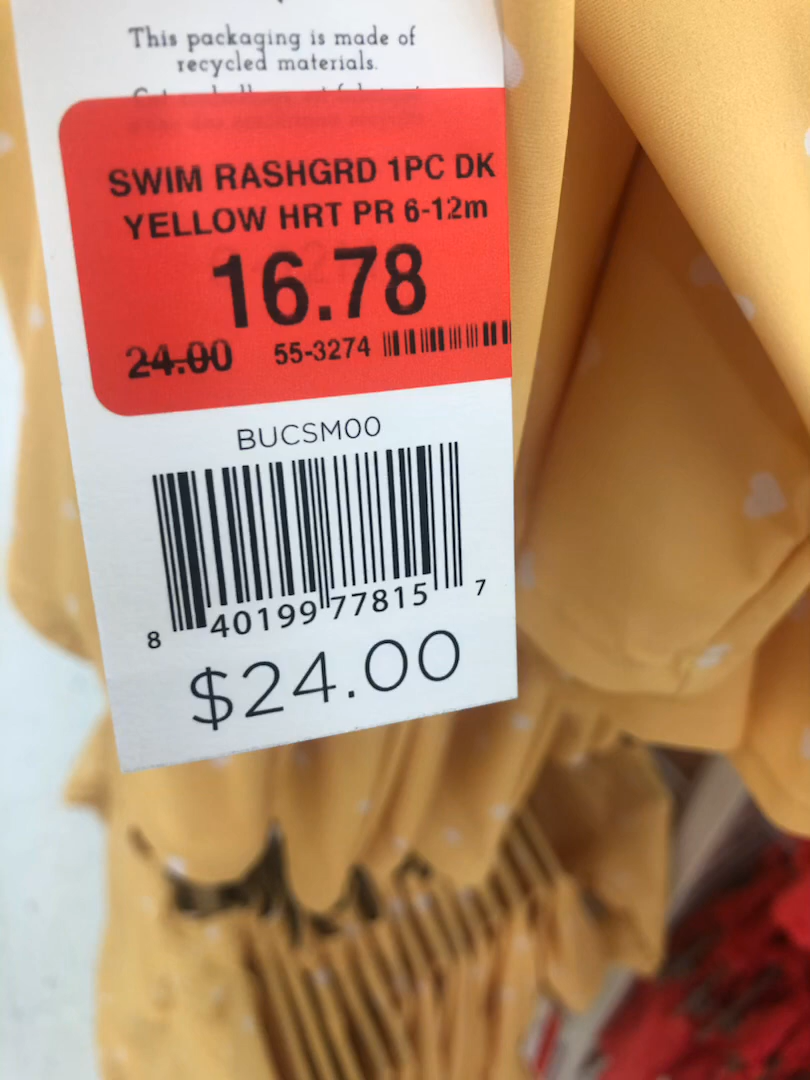 This packaging is made of
recycled materials.
SWIM RASHGRD 1PC DK
YELLOW HRT PR 6-12m
16.78
24.00 55-3274
BUCSM00
8 40199 77815 7
$24.00